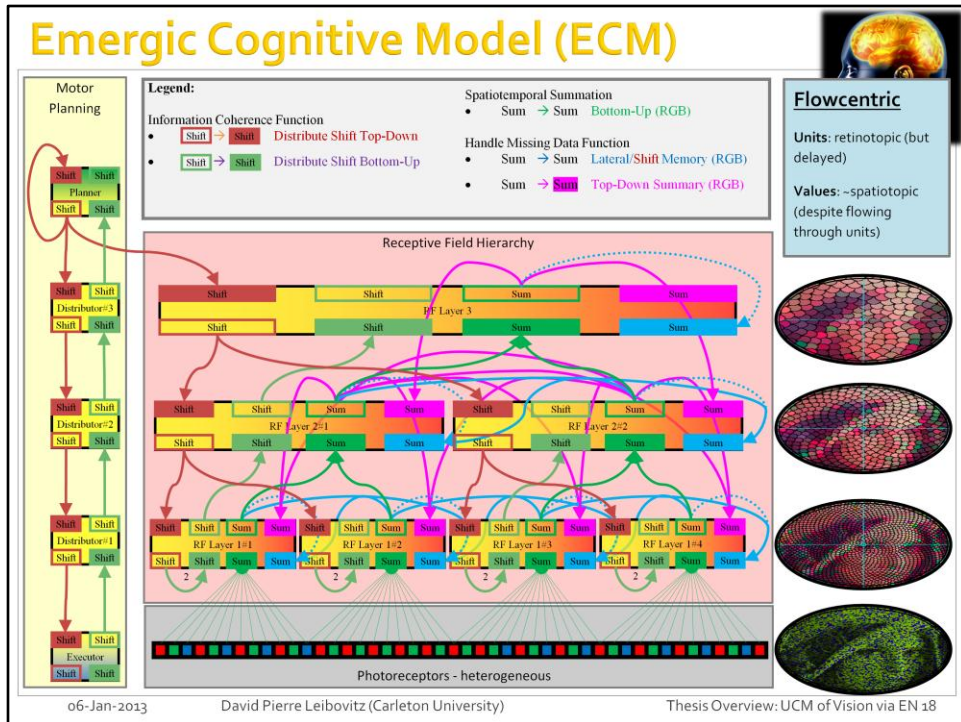 Emergic Cognitive Model (ECM)
Motor
Planning
Shift Shift
Planner
Shift Shift
Shift Shift
Distributor#3
Shift Shift
Shift Shift
Distributor#2
Shift Shift
Shift Shift
Distributor#1
Shift Shift
Shift Shift
Executor
Shift Shift
Legend:
Information Coherence Function
• Shift → Shift Distribute Shift Top-Down
• Shift → Shift Distribute Shift Bottom-Up
Spatiotemporal Summation
• Sum → Sum Bottom-Up (RGB)
Handle Missing Data Function
• Sum → Sum Lateral/Shift Memory (RGB)
• Sum → Sum Top-Down Summary (RGB)
Flowcentric
Units: retinotopic (but
delayed)
Values: ~spatiotopic
(despite flowing
through units)
Receptive Field Hierarchy
Shift Shift Sum Sum
RF Layer 3
Shift Shift Sum Sum
Shift Shift Sum Sum Shift Shift Sum Sum
RF Layer 2#1 RF Layer 2#2
Shift Shift Sum Sum Shift Shift Sum Sum
Shift Shift Sum Sum Shift Shift Sum Sum Shift Shift Sum Sum Shift Shift Sum Sum
RF Layer 1#1 RF Layer 1#2 RF Layer 1#3 RF Layer 1#4
Shift Shift Sum Sum Shift Shift Sum Sum Shift Shift Sum Sum Shift Shift Sum Sum
2 2 2 2
Photoreceptors - heterogeneous
06-Jan-2013 David Pierre Leibovitz (Carleton University) Thesis Overview: UCM of Vision via EN 18